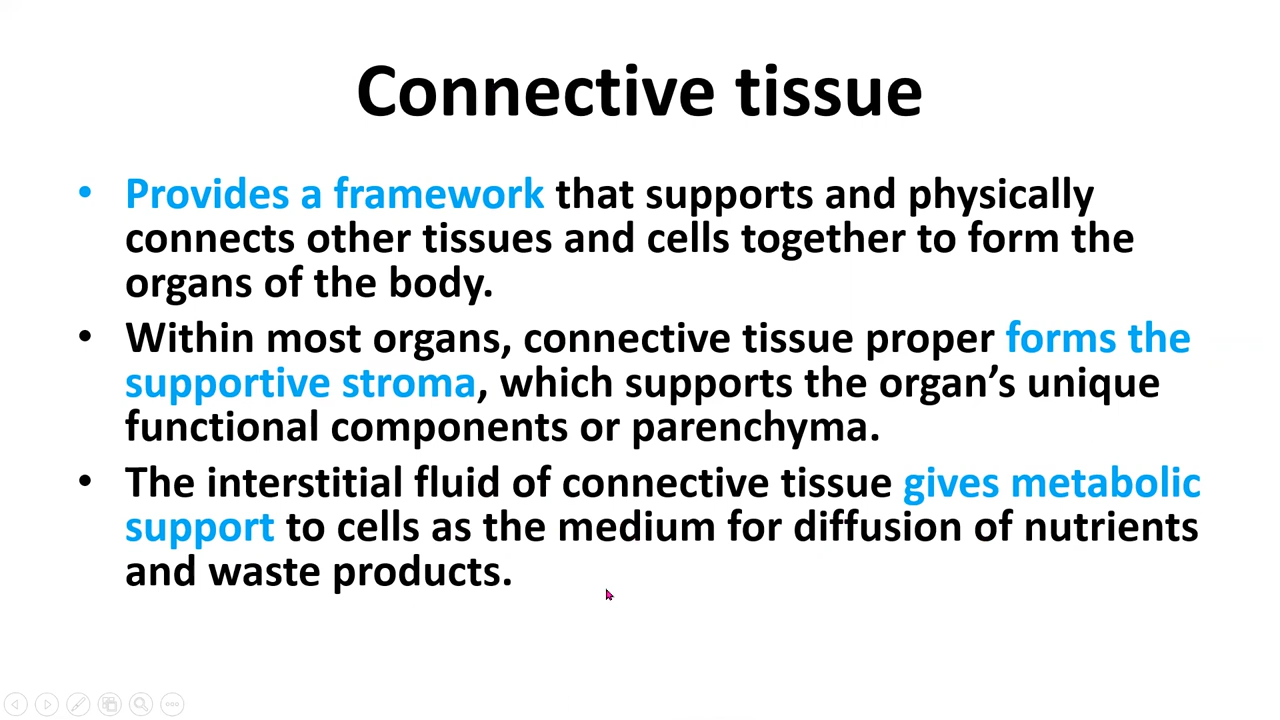 Connective tissue
• Provides a framework that supports and physically
connects other tissues and cells together to form the
organs of the body.
• Within most organs, connective tissue proper forms the
supportive stroma, which supports the organ’s unique
functional components or parenchyma.
• The interstitial fluid of connective tissue gives metabolic
support to cells as the medium for diffusion of nutrients
and waste products.